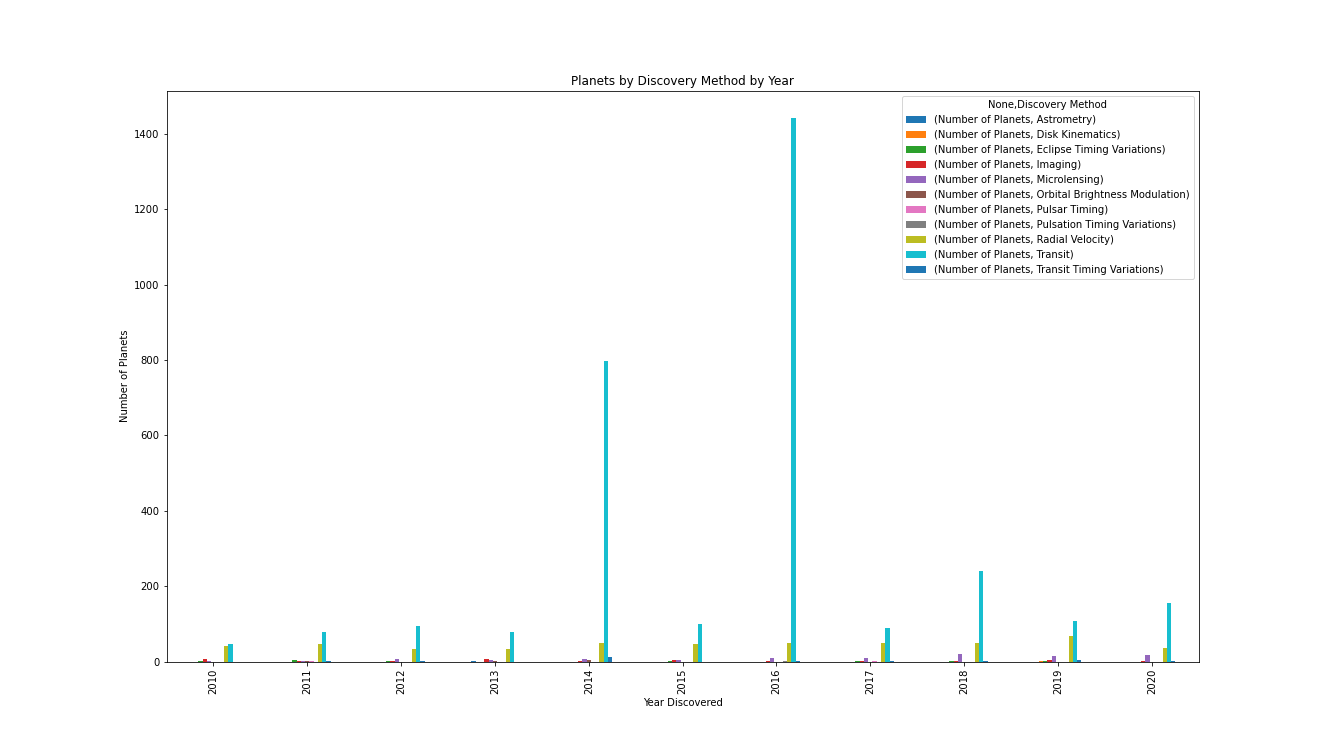 Planets by Discovery Method by Year
None,Discovery Method
(Number of Planets, Astrometry)
(Number of Planets, Disk Kinematics)
(Number of Planets, Eclipse Timing Variations)
(Number of Planets, Imaging)
(Number of Planets, Microlensing)
(Number of Planets, Orbital Brightness Modulation)
(Number of Planets, Pulsar Timing)
(Number of Planets, Pulsation Timing Variations)
(Number of Planets, Radial Velocity)
(Number of Planets, Transit)
(Number of Planets, Transit Timing Variations)
Number of Planets
1400
1200
1000
800
600
400
200
0
2010 2011 2012 2013 2014 2015 2016 2017 2018 2019 2020
Year Discovered